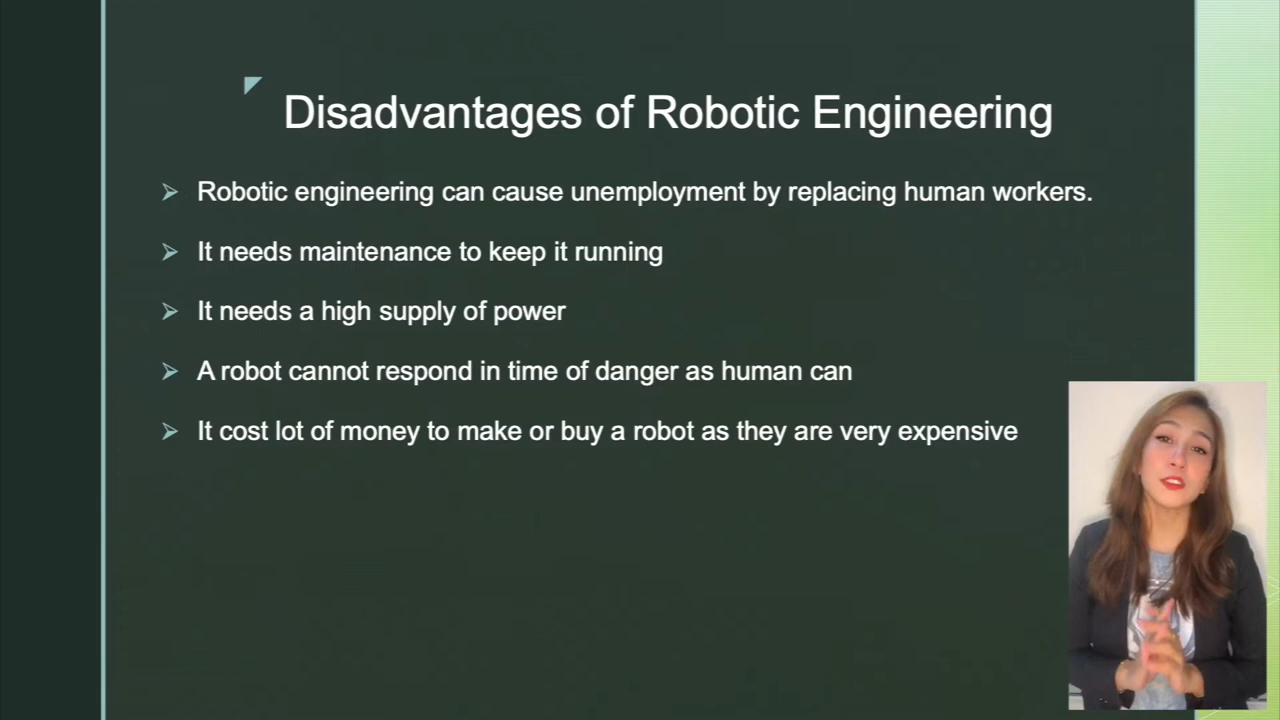 Disadvantages of Robotic Engineering
Robotic engineering can cause unemployment by replacing human workers.
It needs maintenance to keep it running
It needs a high supply of power
A robot cannot respond in time of danger as human can
It cost lot of money to make or buy a robot as they are very expensive